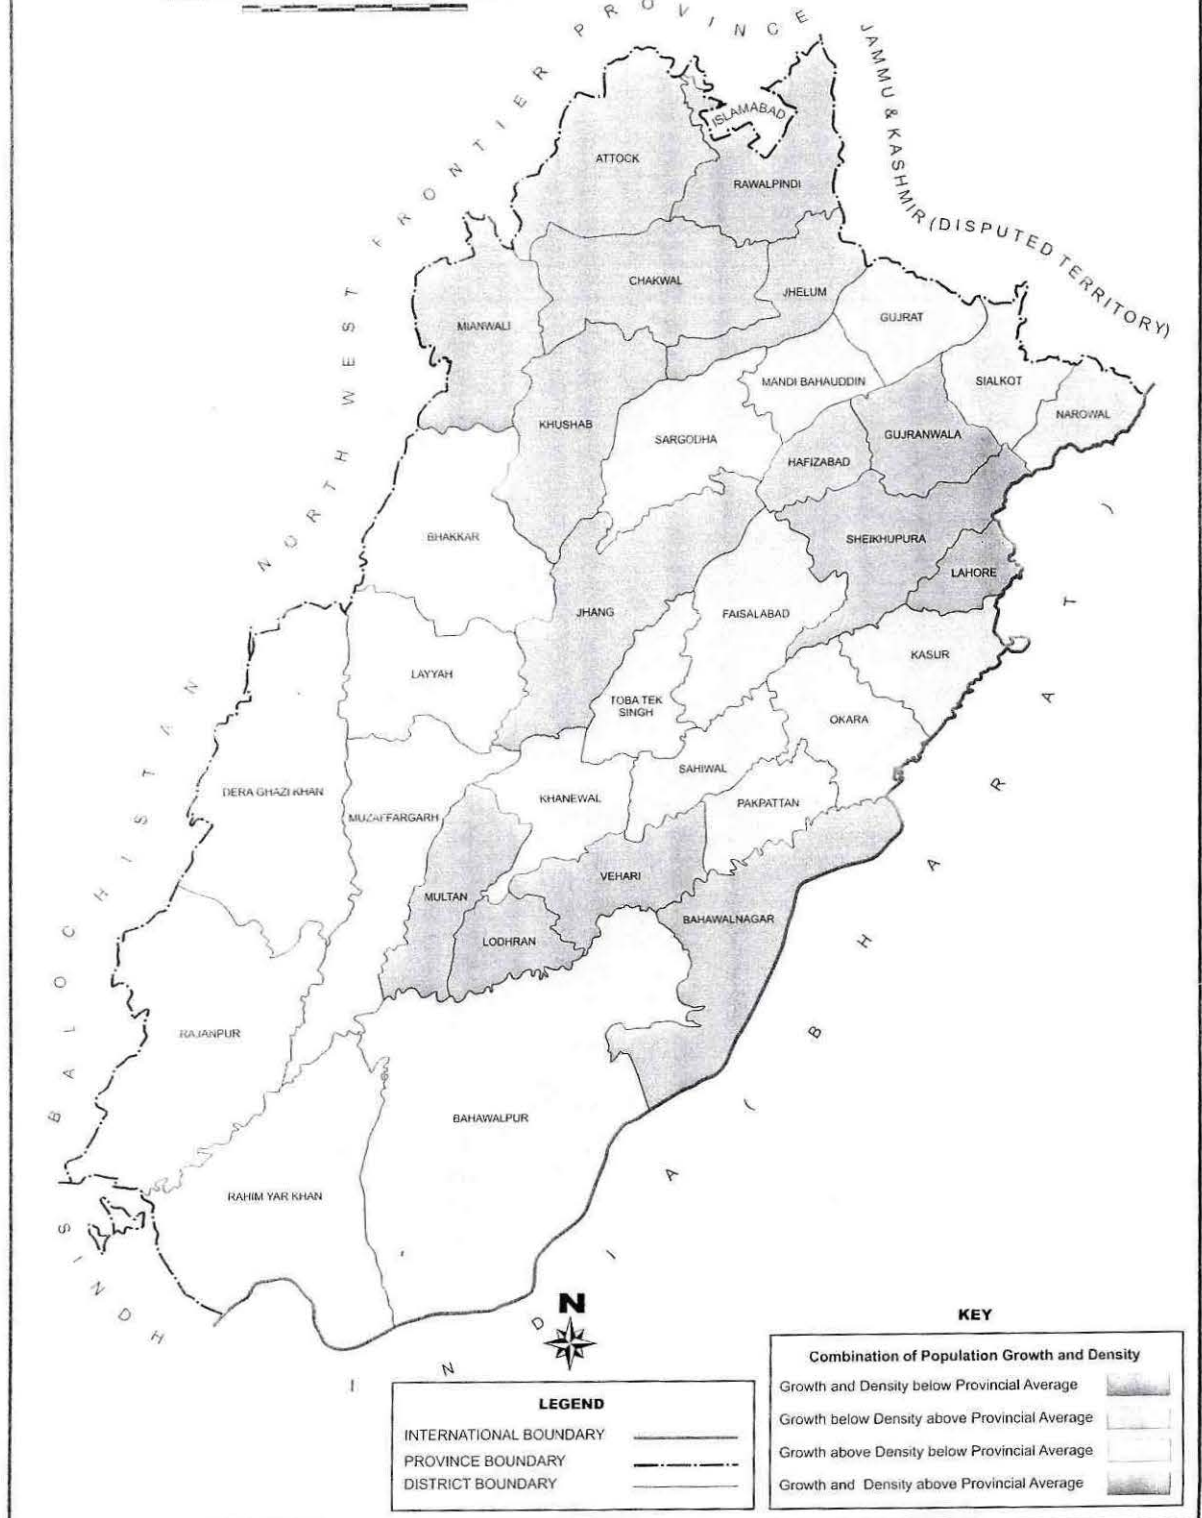 NORTH WEST FRONTIER PROVINCE
JAMMU & KASHMIR (DISPUTED TERRITORY)
ISLAMABAD
ATTOCK
RAWALPINDI
CHAKWAL
JHELUM
MIANWALI
GUJRAT
MANDI BAHAUDDIN
SIALKOT
NAROWAL
KHUSHAB
SARGODHA
GUJRANWALA
HAFIZABAD
BHAKKAR
SHEIKHUPURA
LAHORE
JHANG
FAISALABAD
KASUR
LAYYAH
TOBA TEK
SINGH
OKARA
SAHIWAL
DERA GHAZI KHAN
MUZAFFARGARH
KHANEWAL
PAKPATTAN
VEHARI
MULTAN
BAHAWALNAGAR
LODHRAN
RAJANPUR
BAHAWALPUR
RAHIM YAR KHAN
BALOCHISTAN
SINDH
INDIA (BHARAT)
N
LEGEND
INTERNATIONAL BOUNDARY
PROVINCE BOUNDARY
DISTRICT BOUNDARY
KEY
Combination of Population Growth and Density
Growth and Density below Provincial Average
Growth below Density above Provincial Average
Growth above Density below Provincial Average
Growth and Density above Provincial Average